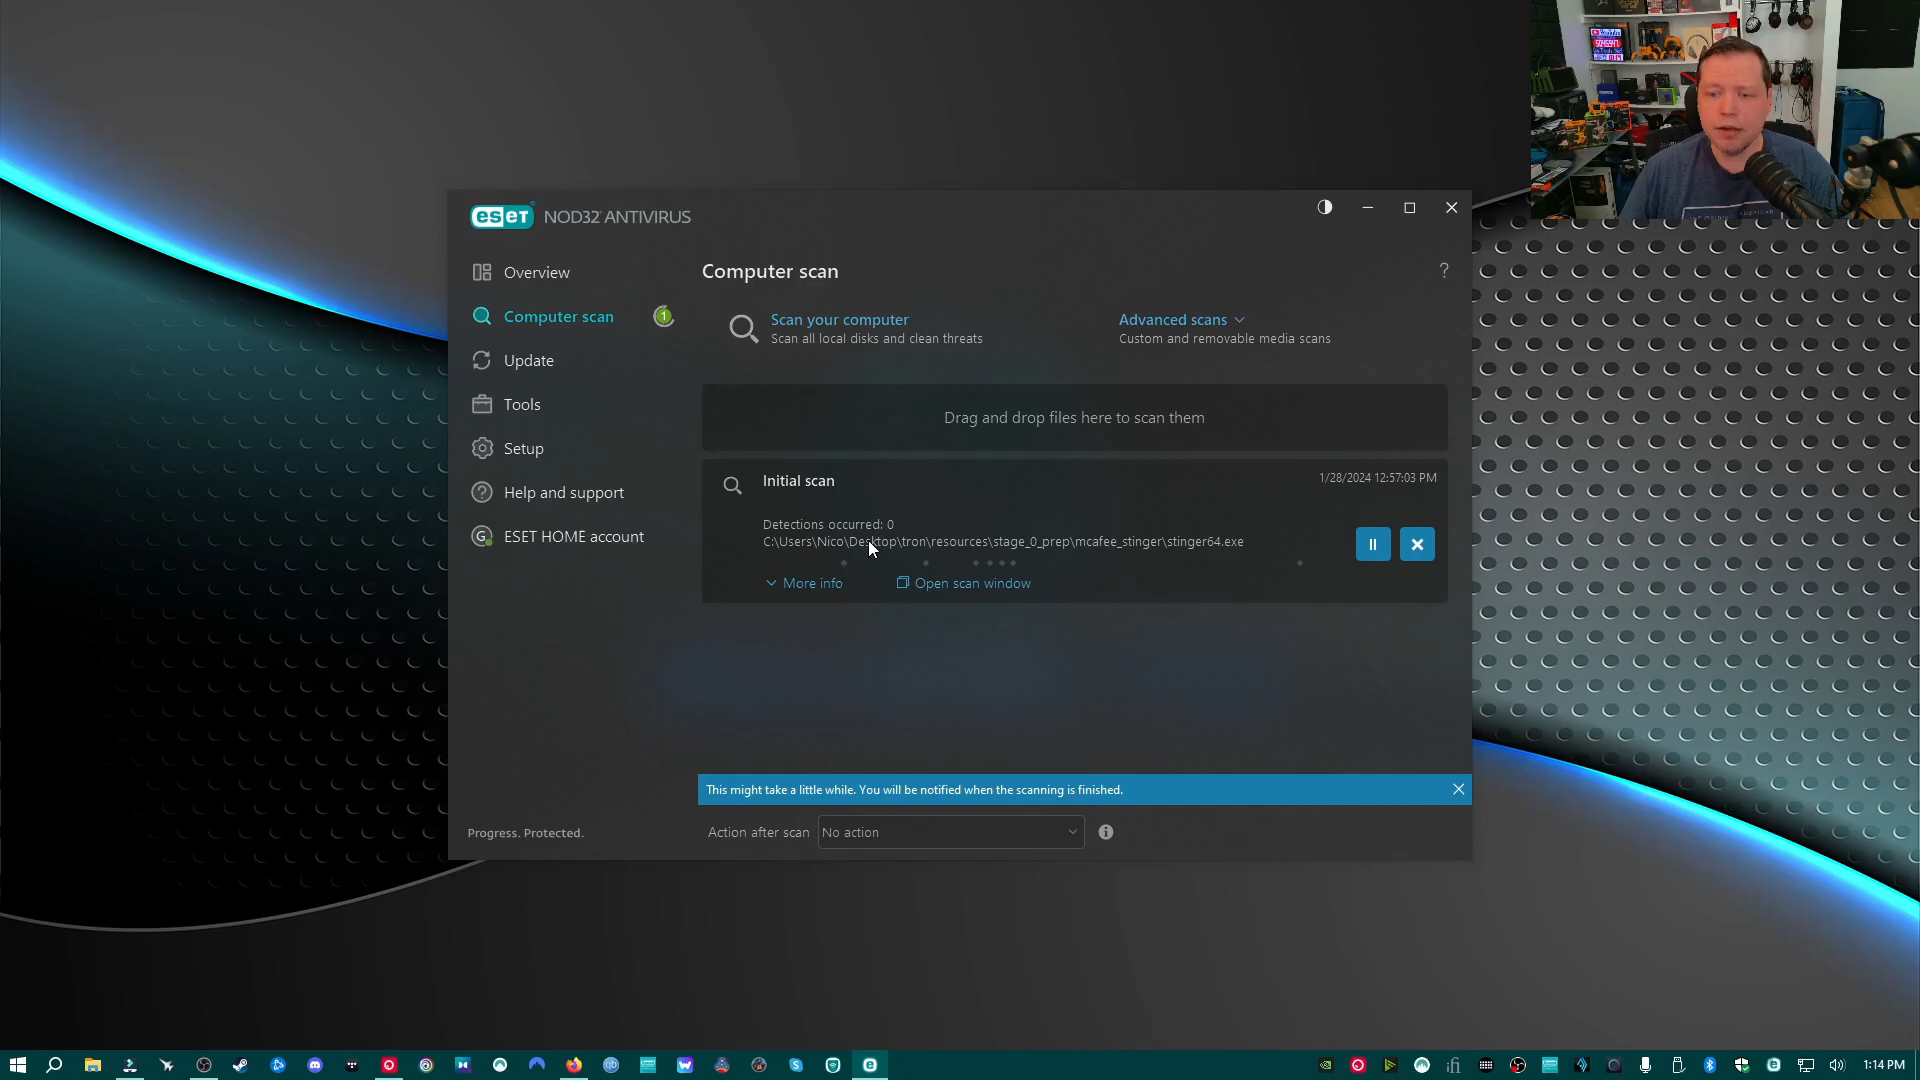 eset NOD32 ANTIVIRUS
Overview
Computer scan
1
Update
Tools
Setup
Help and support
G
ESET HOME account
Progress. Protected.
Computer scan
?
Scan your computer
Scan all local disks and clean threats
Advanced scans
Custom and removable media scans
Drag and drop files here to scan them
Initial scan
1/28/2024 12:57:03 PM
Detections occurred: 0
C:\Users\Nico\Desktop\tron\resources\stage_0_prep\mcafee_stinger\stinger64.exe
More info
Open scan window
This might take a little while. You will be notified when the scanning is finished.
Action after scan
No action
1:14 PM